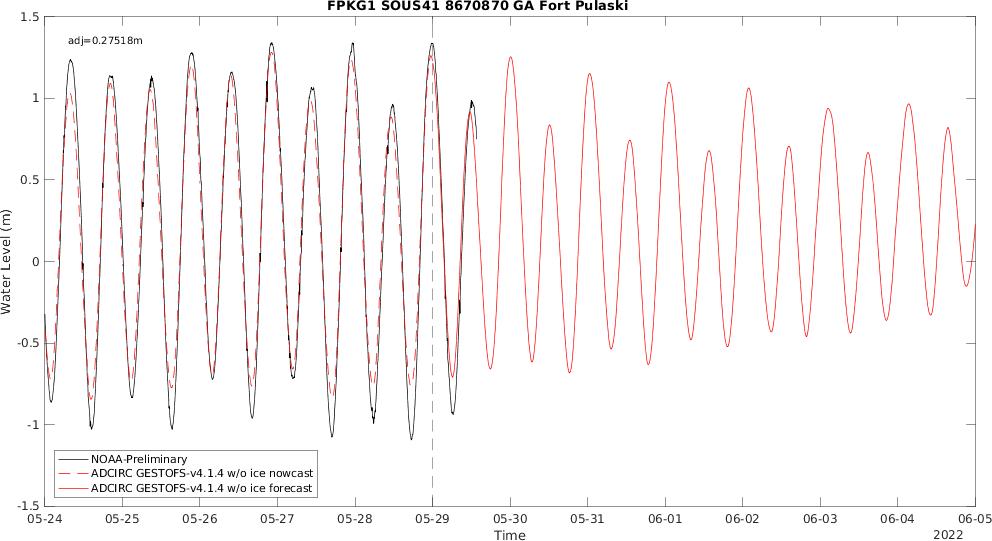 FPKG1 SOUS41 8670870 GA Fort Pulaski
adj=0.27518m
1.5
1
0.5
0
-0.5
-1
-1.5
Water Level (m)
NOAA-Preliminary
ADCIRC GESTOFS-v4.1.4 w/o ice nowcast
ADCIRC GESTOFS-v4.1.4 w/o ice forecast
05-24 05-25 05-26 05-27 05-28 05-29 05-30 05-31 06-01 06-02 06-03 06-04 06-05
Time
2022